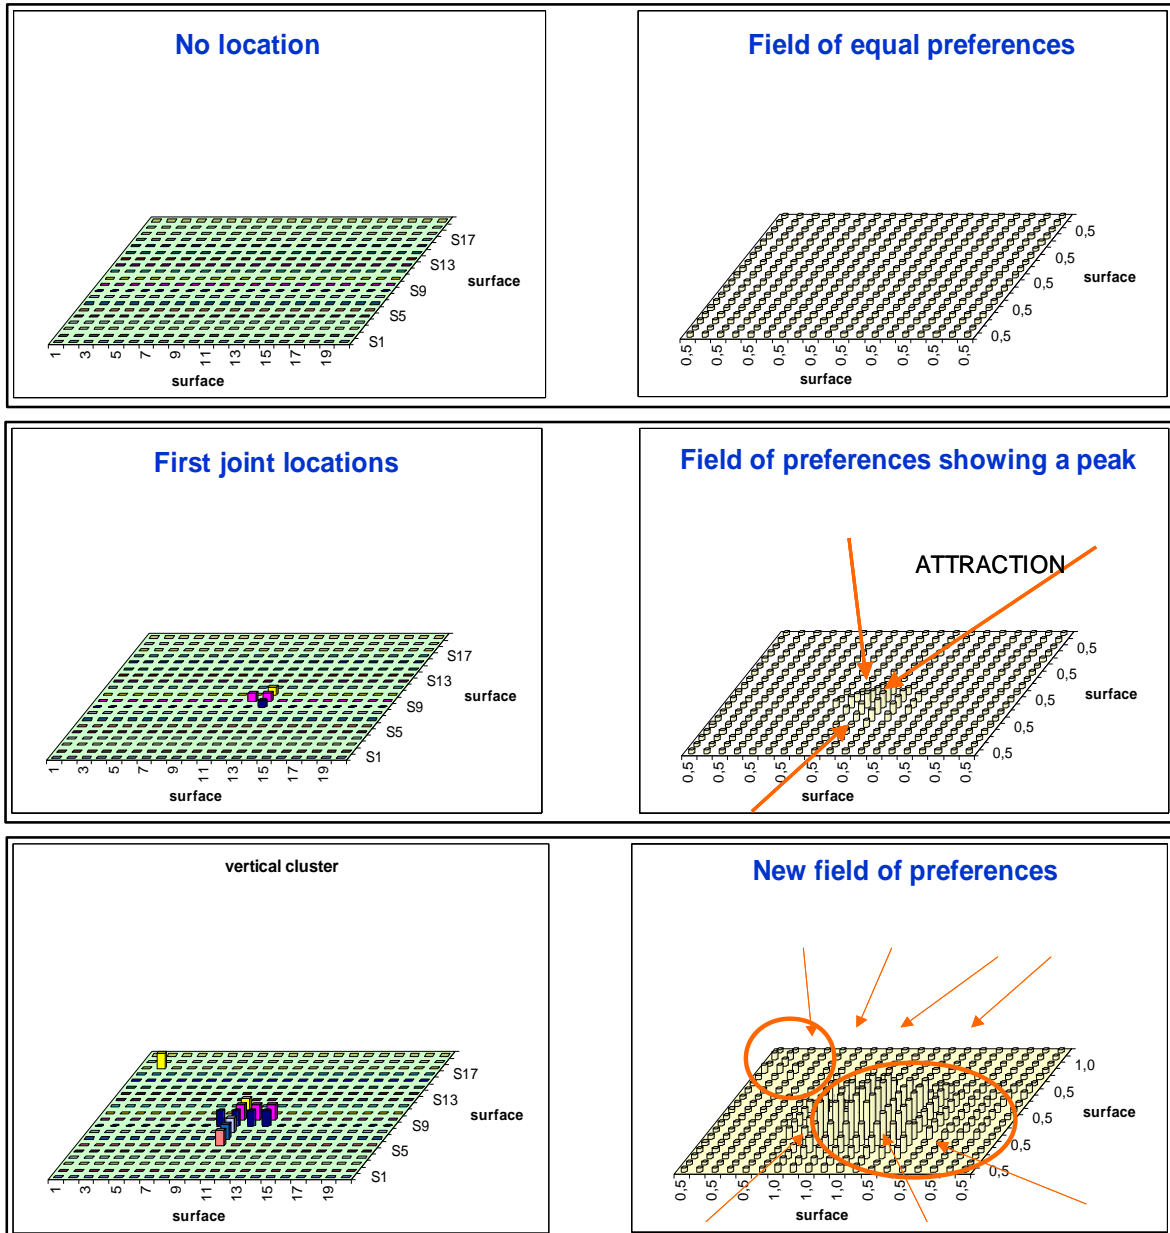 No location
S17
S13
S9
S5
S1
surface
1 3 5 7 9 11 13 15 17 19
surface
Field of equal preferences
0,5
0,5
0,5
0,5
0,5
surface
0,5 0,5 0,5 0,5 0,5 0,5 0,5 0,5 0,5 0,5
surface
First joint locations
S17
S13
S9
S5
S1
surface
1 3 5 7 9 11 13 15 17 19
surface
Field of preferences showing a peak
ATTRACTION
0,5
0,5
0,5
0,5
0,5
surface
0,5 0,5 0,5 0,5 0,5 0,5 0,5 0,5 0,5 0,5
surface
vertical cluster
S17
S13
S9
S5
S1
surface
1 3 5 7 9 11 13 15 17 19
surface
New field of preferences
1,0
0,5
0,5
0,5
0,5
surface
0,5 0,5 0,5 1,0 1,0 1,0 0,5 0,5 0,5 0,5
surface